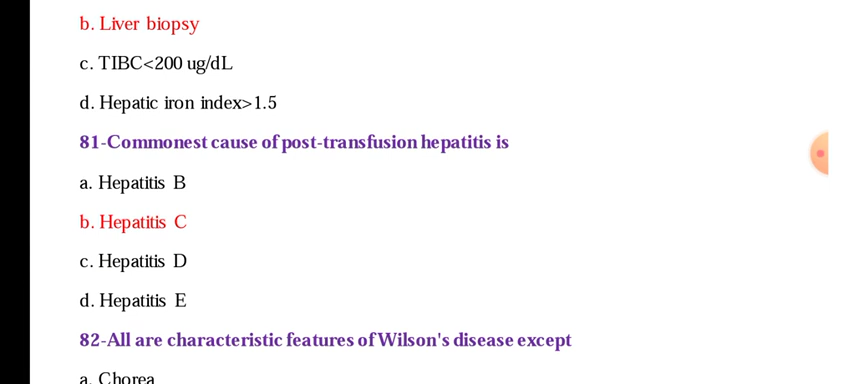 b. Liver biopsy
c. TIBC<200 ug/dL
d. Hepatic iron index>1.5
81-Commonest cause of post-transfusion hepatitis is
a. Hepatitis B
b. Hepatitis C
c. Hepatitis D
d. Hepatitis E
82-All are characteristic features of Wilson's disease except
a. Chorea